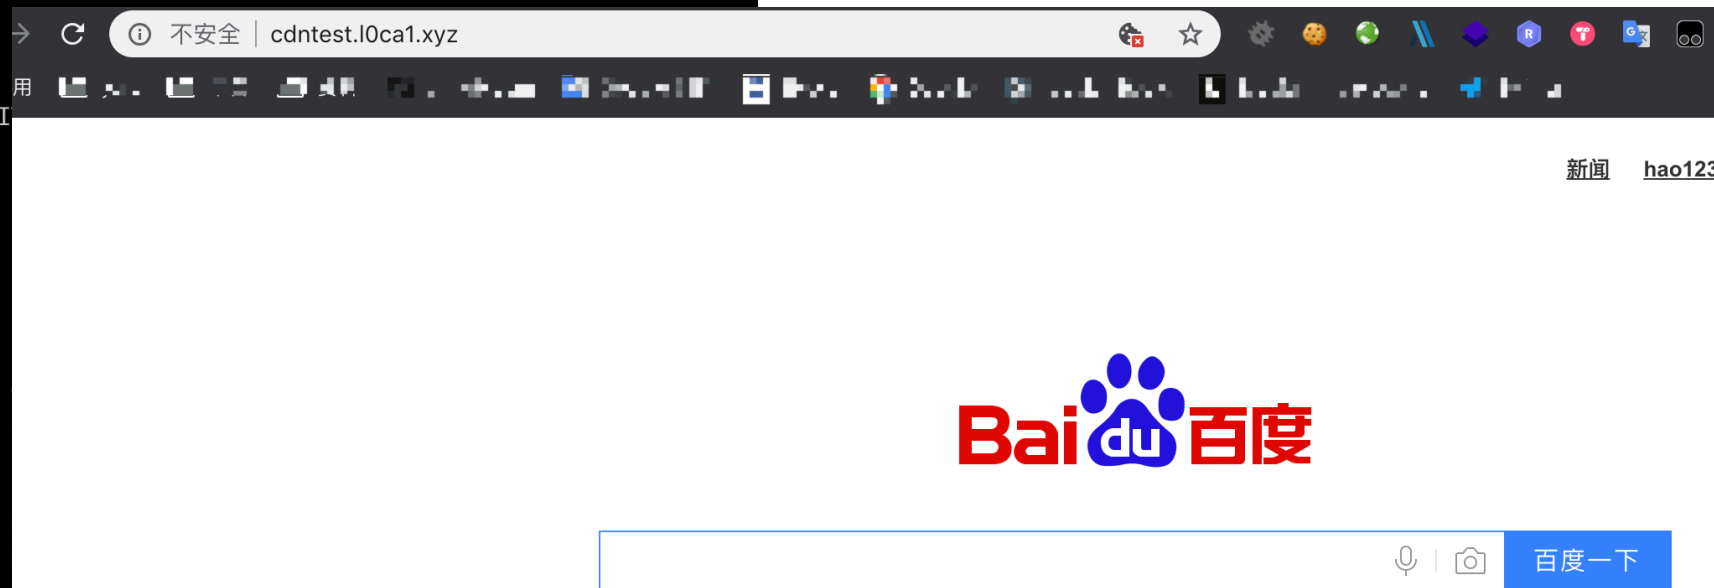 不安全 cdntest.l0ca1.xyz
用
新闻 hao123
Baidu百度
百度一下